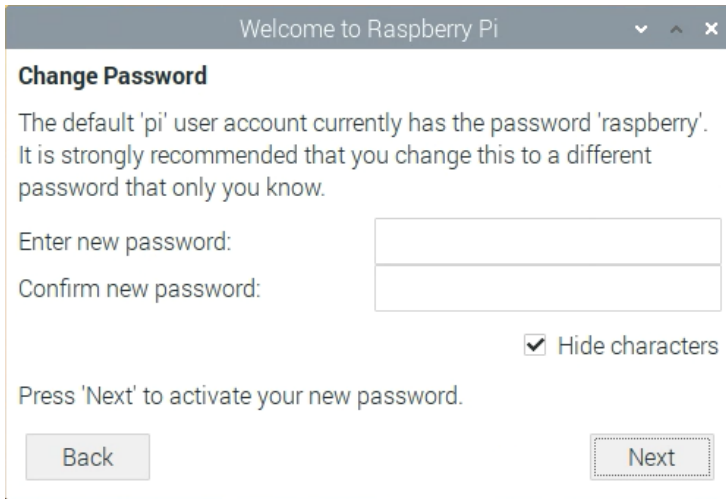 Welcome to Raspberry Pi
Change Password
The default 'pi' user account currently has the password 'raspberry'.
It is strongly recommended that you change this to a different
password that only you know.
Enter new password:
Confirm new password:
Hide characters
Press 'Next' to activate your new password.
Back
Next